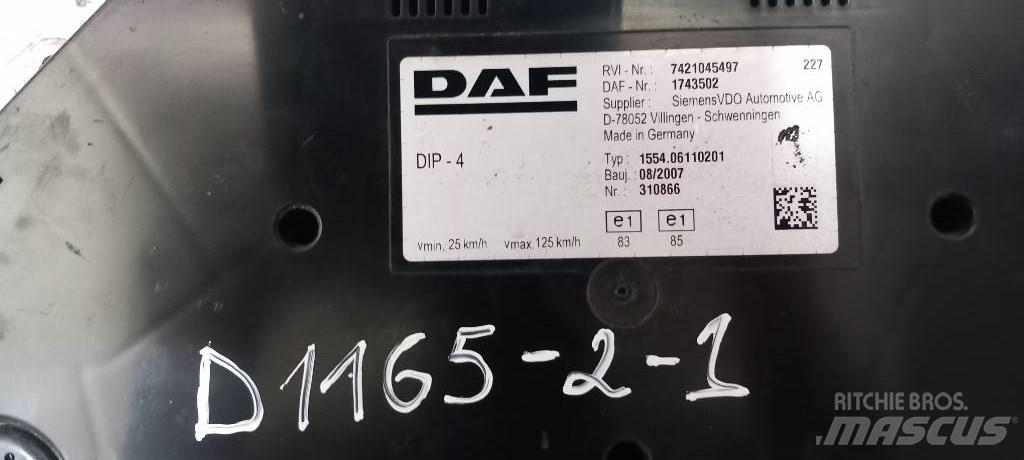 DAF
DIP - 4
vmin. 25 km/h vmax. 125 km/h
RVI - Nr. : 7421045497 227
DAF - Nr. : 1743502
Supplier : SiemensVDO Automotive AG
D-78052 Villingen - Schwenningen
Made in Germany
Typ : 1554.06110201
Bauj. : 08/2007
Nr. : 310866
e1 e1
83 85
D1165-2-1
RITCHIE BROS.
MASCUS